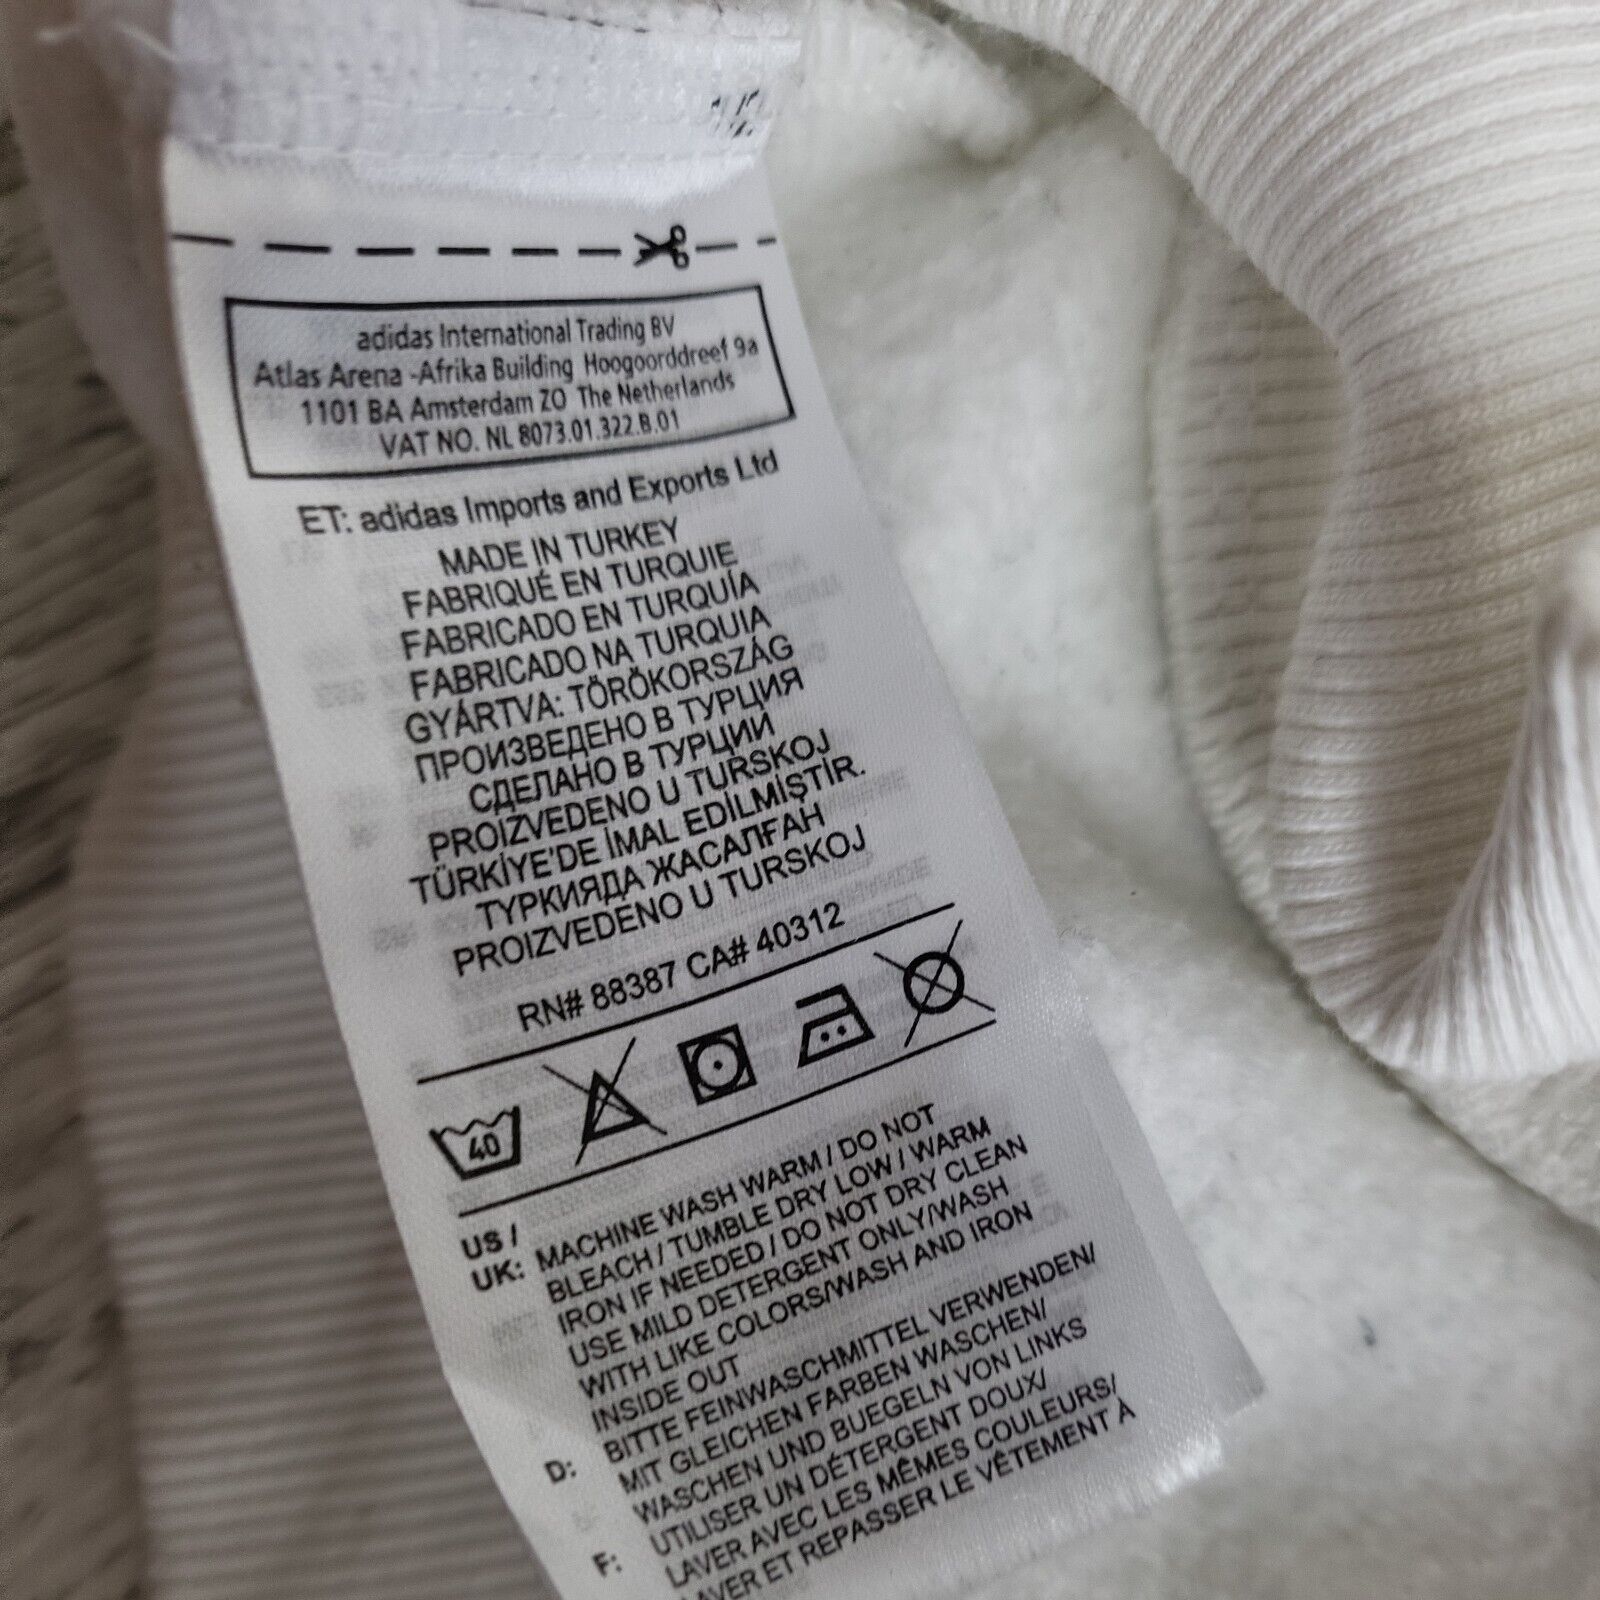 adidas International Trading BV
Atlas Arena -Afrika Building Hoogoorddreef 9a
1101 BA Amsterdam ZO The Netherlands
VAT NO. NL 8073.01.322.B.01
ET: adidas Imports and Exports Ltd
MADE IN TURKEY
FABRIQUÉ EN TURQUIE
FABRICADO EN TURQUÍA
FABRICADO NA TURQUIA
GYÁRTVA: TÖRÖKORSZÁG
ПРОИЗВЕДЕНО В ТУРЦИЯ
СДЕЛАНО В ТУРЦИИ
PROIZVEDENO U TURSKOJ
TÜRKİYE'DE İMAL EDİLMİŞTİR.
ТҮРКИЯДА ЖАСАЛҒАН
PROIZVEDENO U TURSKOJ
RN# 88387 CA# 40312
40
US / UK: MACHINE WASH WARM / DO NOT
BLEACH / TUMBLE DRY LOW / WARM
IRON IF NEEDED / DO NOT DRY CLEAN
USE MILD DETERGENT ONLY/WASH
WITH LIKE COLORS/WASH AND IRON
INSIDE OUT
D: BITTE FEINWASCHMITTEL VERWENDEN/
MIT GLEICHEN FARBEN WASCHEN/
WASCHEN UND BUEGELN VON LINKS
F: UTILISER UN DÉTERGENT DOUX/
LAVER AVEC LES MÊMES COULEURS/
LAVER ET REPASSER LE VÊTEMENT À